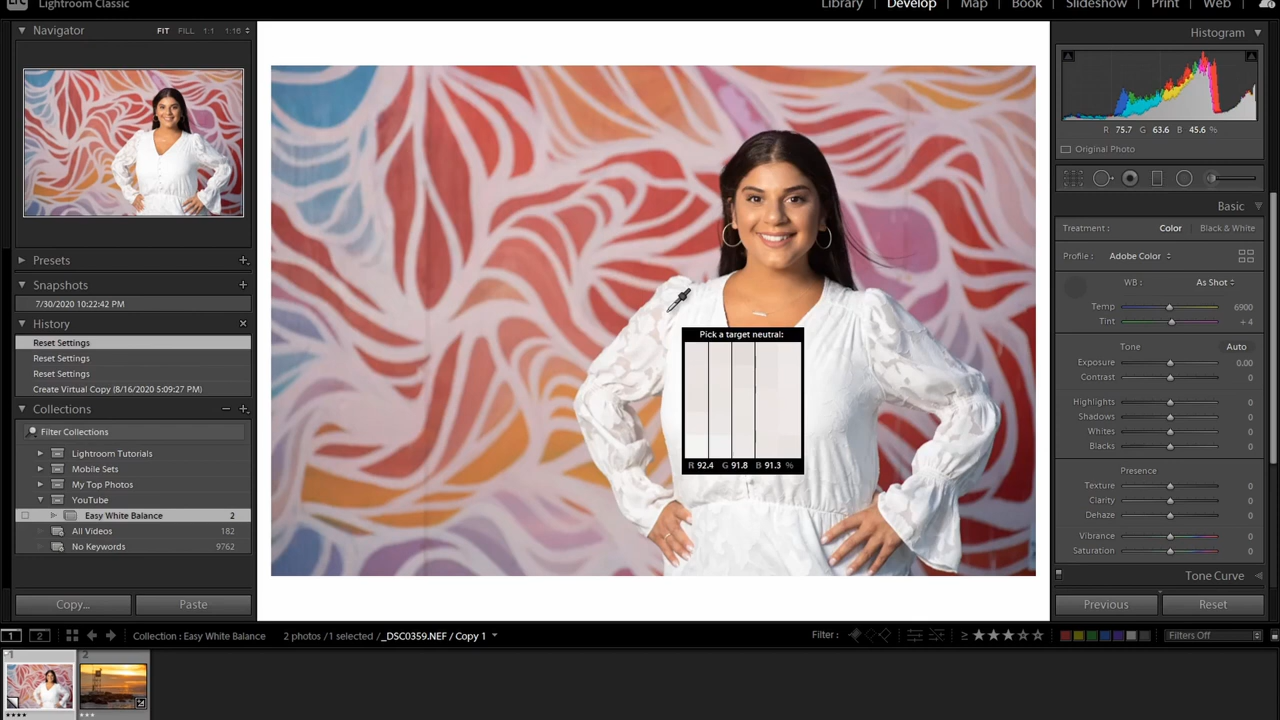 Lightroom Classic
Library | Develop | Map | Book | Slideshow | Print | Web
Navigator FIT FILL 1:1 1:16
Presets
Snapshots
7/30/2020 10:22:42 PM
History
Reset Settings
Reset Settings
Reset Settings
Create Virtual Copy (8/16/2020 5:09:27 PM)
Collections
Filter Collections
Lightroom Tutorials
Mobile Sets
My Top Photos
YouTube
Easy White Balance 2
All Videos 182
No Keywords 9762
Copy... Paste
Pick a target neutral:
R 92.4 G 91.8 B 91.3 %
Histogram
R 75.7 G 63.6 B 45.6 %
Original Photo
Basic
Treatment : Color | Black & White
Profile : Adobe Color
WB : As Shot
Temp 6900
Tint + 4
Tone Auto
Exposure 0.00
Contrast 0
Highlights 0
Shadows 0
Whites 0
Blacks 0
Presence
Texture 0
Clarity 0
Dehaze 0
Vibrance 0
Saturation 0
Tone Curve
Previous Reset
1 2 Collection : Easy White Balance 2 photos / 1 selected / _DSC0359.NEF / Copy 1 Filter : ≥ ★★★☆☆ Filters Off
1 2